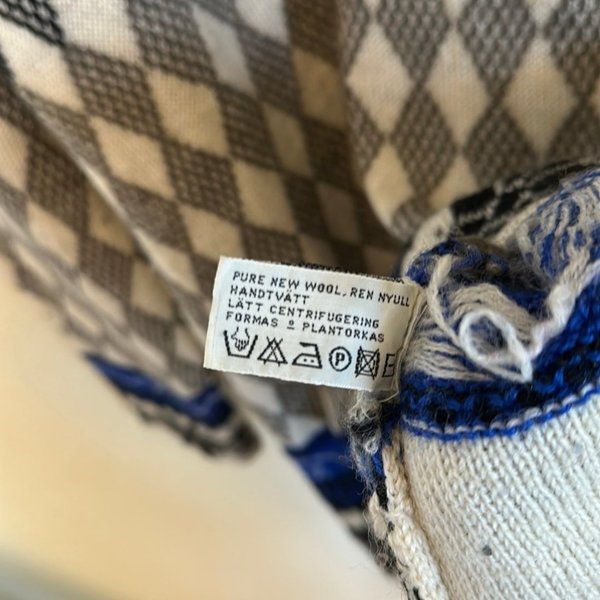 PURE NEW WOOL, REN NYULL
HANDTVÄTT
LÄTT CENTRIFUGERING
FORMAS o PLANTORKAS
P